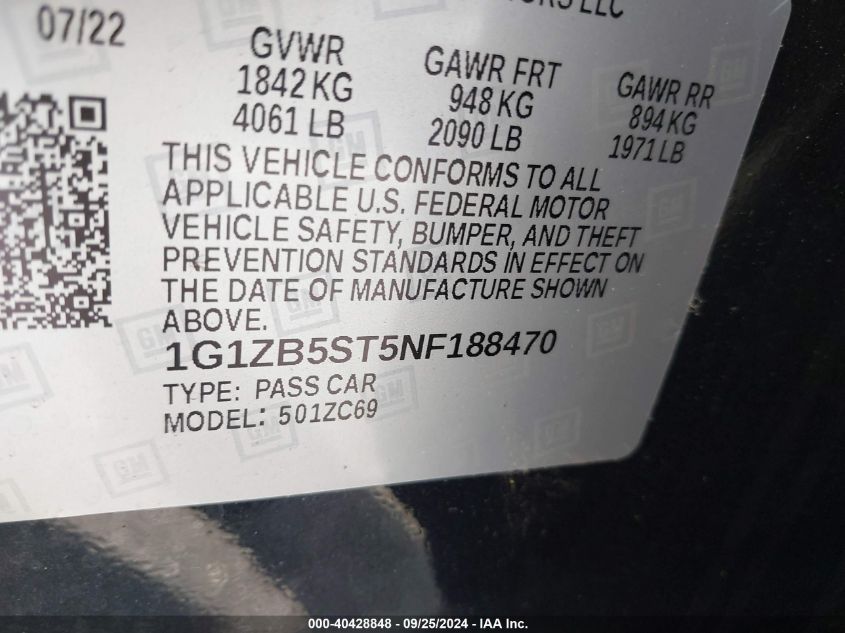 LLC
07/22
GVWR
1842 KG
4061 LB
GAWR FRT
948 KG
2090 LB
GAWR RR
894 KG
1971 LB
THIS VEHICLE CONFORMS TO ALL
APPLICABLE U.S. FEDERAL MOTOR
VEHICLE SAFETY, BUMPER, AND THEFT
PREVENTION STANDARDS IN EFFECT ON
THE DATE OF MANUFACTURE SHOWN
ABOVE.
1G1ZB5ST5NF188470
TYPE: PASS CAR
MODEL: 501ZC69
GM
000-40428848 - 09/25/2024 - IAA Inc.